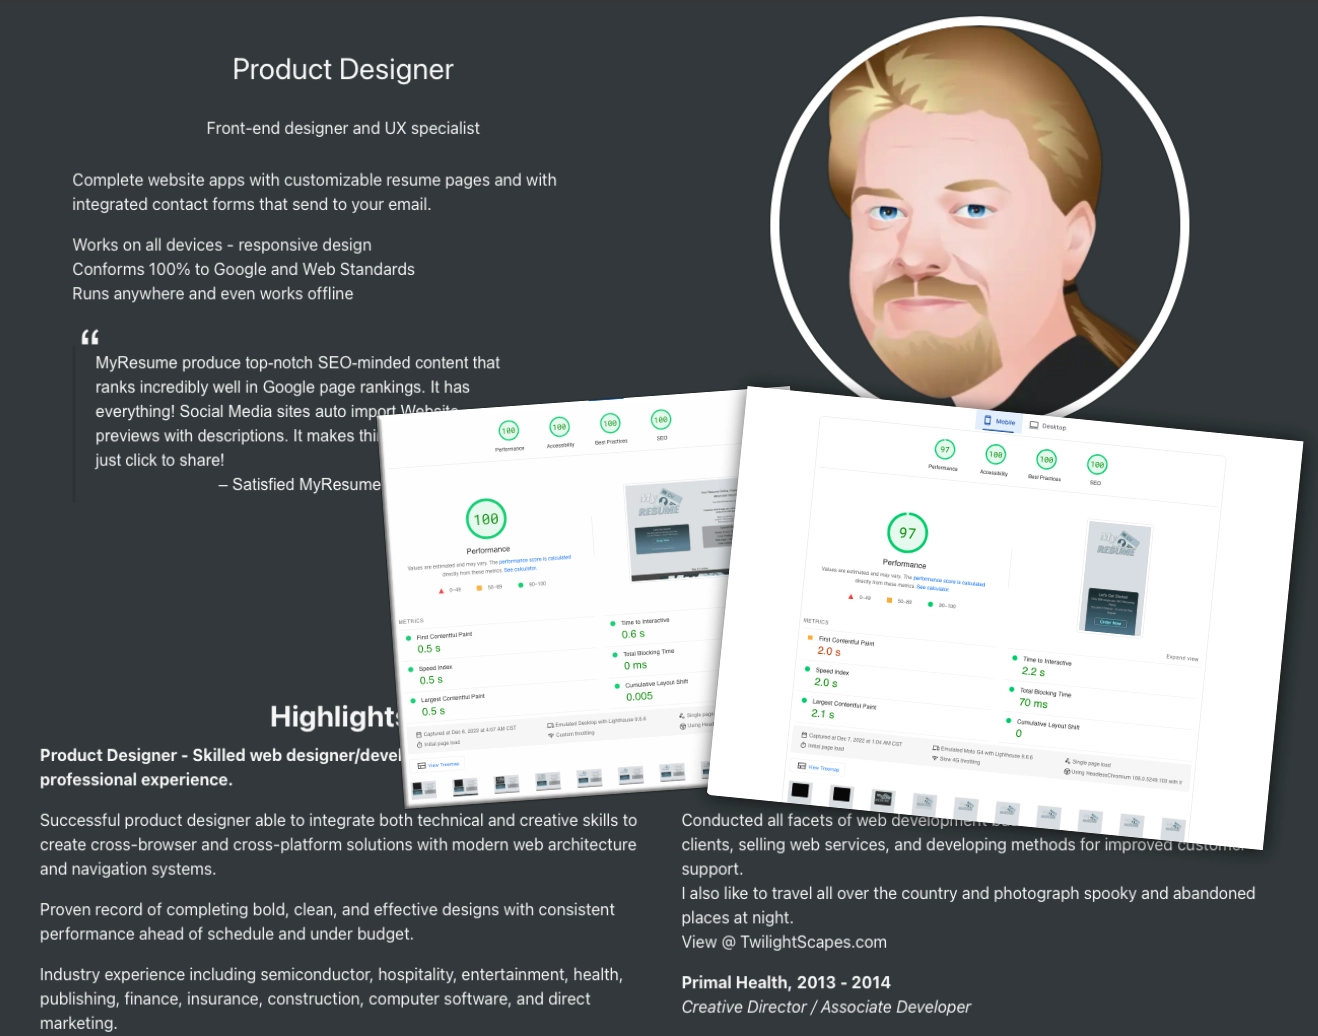 Product Designer
Front-end designer and UX specialist
Complete website apps with customizable resume pages and with
integrated contact forms that send to your email.
Works on all devices - responsive design
Conforms 100% to Google and Web Standards
Runs anywhere and even works offline
“
MyResume produce top-notch SEO-minded content that
ranks incredibly well in Google page rankings. It has
everything! Social Media sites auto import Website
previews with descriptions. It makes
just click to share!
– Satisfied MyResume
100
100
100
100
Performance
Accessibility
Best Practices
SEO
My
RESUME
100
Performance
Values are estimated and may vary. The performance score is calculated
directly from these metrics. See calculator.
0–49
50–89
90–100
METRICS
First Contentful Paint
0.5 s
Time to Interactive
0.6 s
Speed Index
0.5 s
Total Blocking Time
0 ms
Largest Contentful Paint
0.5 s
Cumulative Layout Shift
0.005
Captured at Dec 6, 2022 at 4:07 AM CST
Emulated Desktop with Lighthouse 9.6.6
Single page
Initial page load
Custom throttling
Using
View Treemap
Mobile
Desktop
97
100
100
100
Performance
Accessibility
Best Practices
SEO
My
RESUME
Let's Get Started
Order Now
97
Performance
Values are estimated and may vary. The performance score is calculated
directly from these metrics. See calculator.
0–49
50–89
90–100
METRICS
Expand view
First Contentful Paint
2.0 s
Time to Interactive
2.2 s
Speed Index
2.0 s
Total Blocking Time
70 ms
Largest Contentful Paint
2.1 s
Cumulative Layout Shift
0
Captured at Dec 7, 2022 at 1:04 AM CST
Emulated Moto G4 with Lighthouse 9.6.6
Single page load
Initial page load
Slow 4G throttling
Using HeadlessChromium 106.0.5249.103 with lr
View Treemap
Highlights
Product Designer - Skilled web designer/devel
professional experience.
Successful product designer able to integrate both technical and creative skills to
create cross-browser and cross-platform solutions with modern web architecture
and navigation systems.
Proven record of completing bold, clean, and effective designs with consistent
performance ahead of schedule and under budget.
Industry experience including semiconductor, hospitality, entertainment, health,
publishing, finance, insurance, construction, computer software, and direct
marketing.
Conducted all facets of web development
clients, selling web services, and developing methods for improved customer
support.
I also like to travel all over the country and photograph spooky and abandoned
places at night.
View @ TwilightScapes.com
Primal Health, 2013 - 2014
Creative Director / Associate Developer